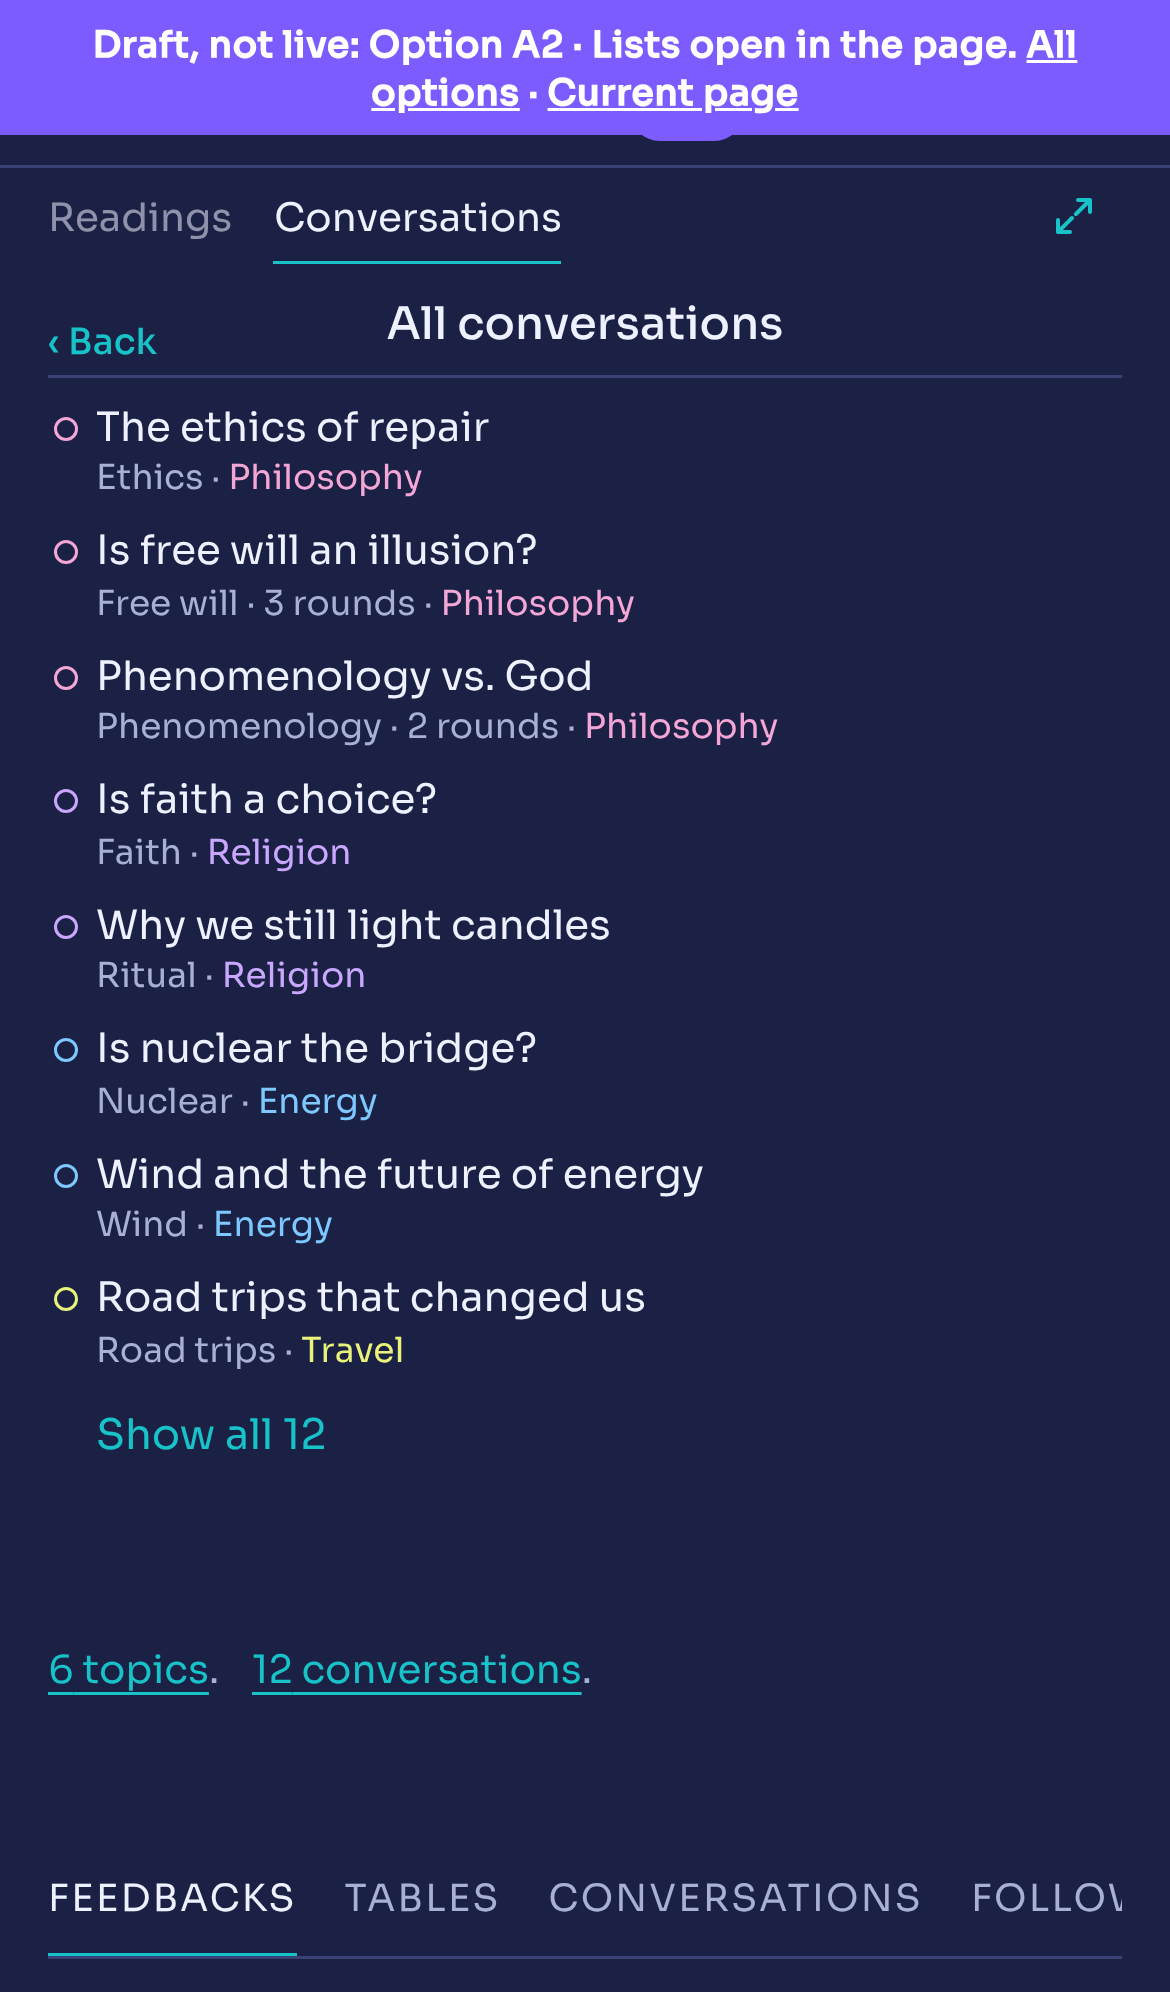 Draft, not live: Option A2 · Lists open in the page. All
options · Current page
Readings Conversations
‹ Back All conversations
The ethics of repair
Ethics · Philosophy
Is free will an illusion?
Free will · 3 rounds · Philosophy
Phenomenology vs. God
Phenomenology · 2 rounds · Philosophy
Is faith a choice?
Faith · Religion
Why we still light candles
Ritual · Religion
Is nuclear the bridge?
Nuclear · Energy
Wind and the future of energy
Wind · Energy
Road trips that changed us
Road trips · Travel
Show all 12
6 topics. 12 conversations.
FEEDBACKS TABLES CONVERSATIONS